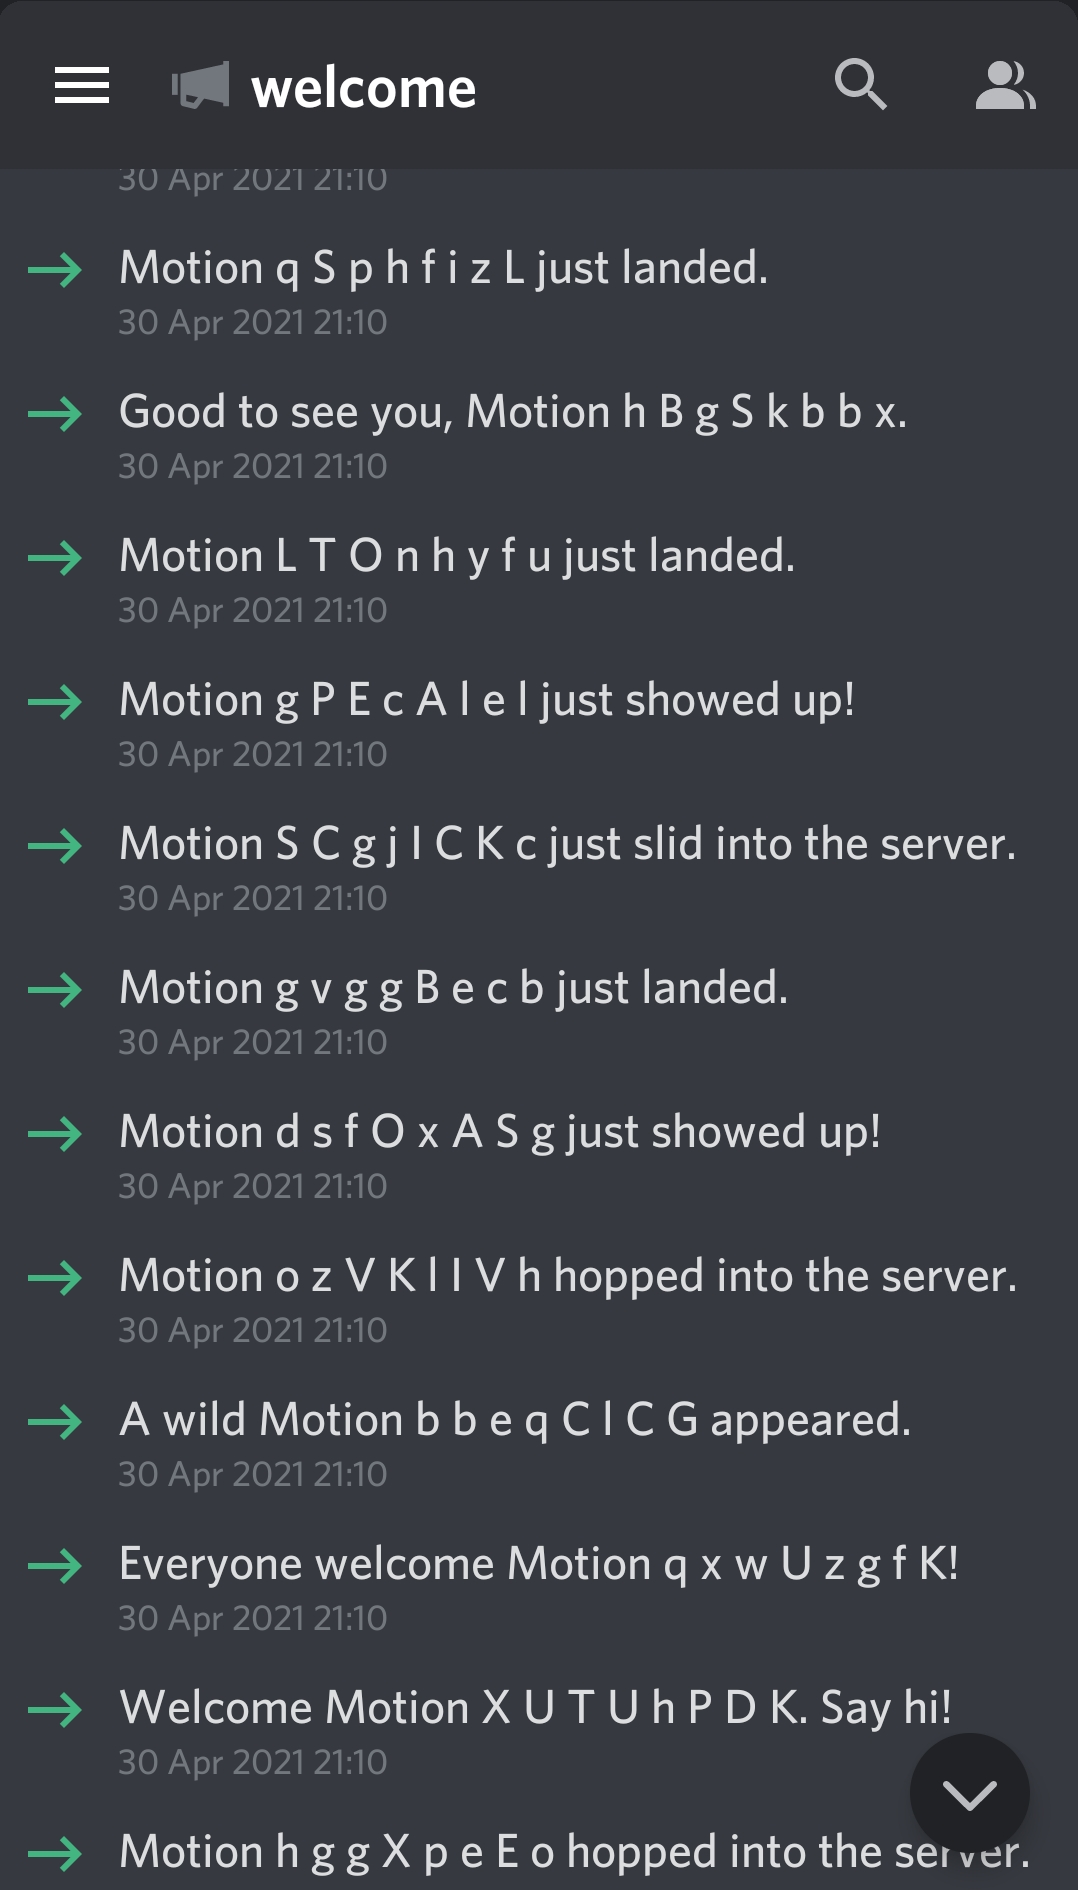 welcome
30 Apr 2021 21:10
Motion q S p h f i z L just landed.
30 Apr 2021 21:10
Good to see you, Motion h B g S k b b x.
30 Apr 2021 21:10
Motion L T O n h y f u just landed.
30 Apr 2021 21:10
Motion g P E c A l e l just showed up!
30 Apr 2021 21:10
Motion S C g j I C K c just slid into the server.
30 Apr 2021 21:10
Motion g v g g B e c b just landed.
30 Apr 2021 21:10
Motion d s f O x A S g just showed up!
30 Apr 2021 21:10
Motion o z V K l I V h hopped into the server.
30 Apr 2021 21:10
A wild Motion b b e q C l C G appeared.
30 Apr 2021 21:10
Everyone welcome Motion q x w U z g f K!
30 Apr 2021 21:10
Welcome Motion X U T U h P D K. Say hi!
30 Apr 2021 21:10
Motion h g g X p e E o hopped into the server.